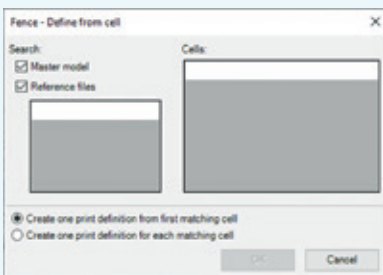 Fence - Define from cell
Search:
Master model
Reference files
Cells:
Create one print definition from first matching cell
Create one print definition for each matching cell
OK
Cancel